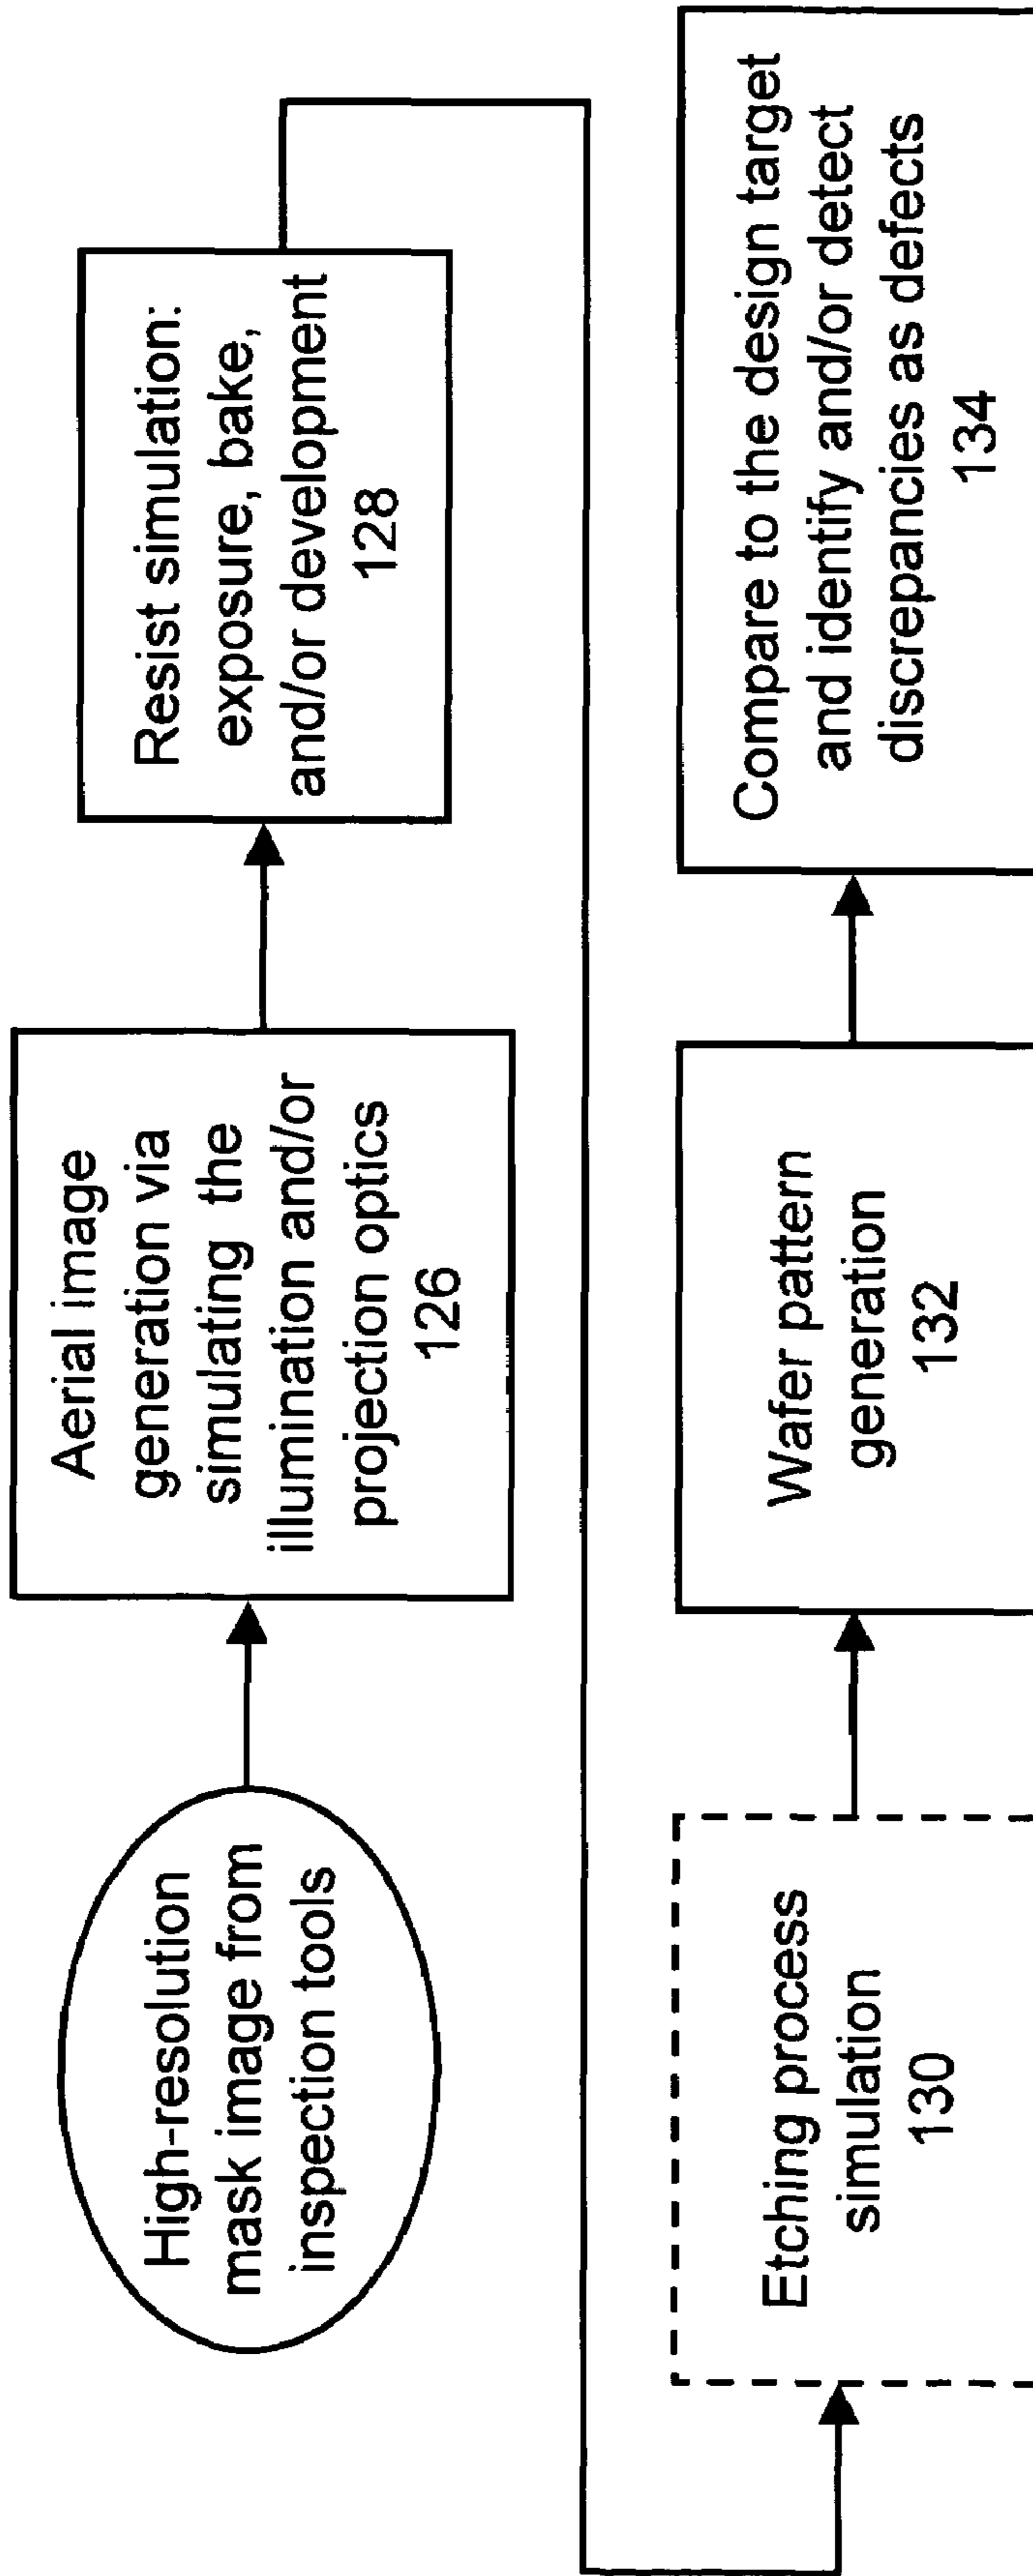 High-resolution
mask image from
inspection tools
Aerial image
generation via
simulating the
illumination and/or
projection optics
126
Resist simulation:
exposure, bake,
and/or development
128
Etching process
simulation
130
Wafer pattern
generation
132
Compare to the design target
and identify and/or detect
discrepancies as defects
134